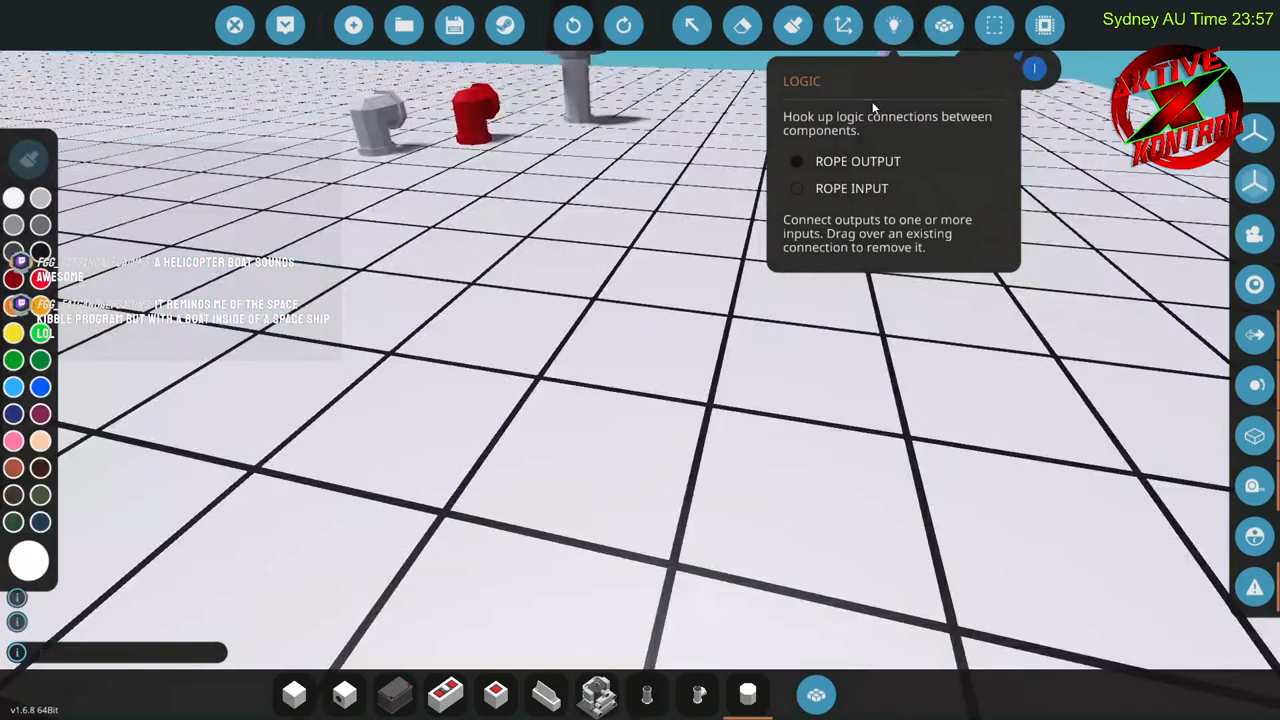 Sydney AU Time 23:57
AKTIVE
X
KONTROL
LOGIC
Hook up logic connections between
components.
ROPE OUTPUT
ROPE INPUT
Connect outputs to one or more
inputs. Drag over an existing
connection to remove it.
A HELICOPTER BOAT SOUNDS
AWESOME
IT REMINDS ME OF THE SPACE
KIBBLE PROGRAM BUT WITH A BOAT INSIDE OF A SPACE SHIP
LOL
v1.6.8 64Bit